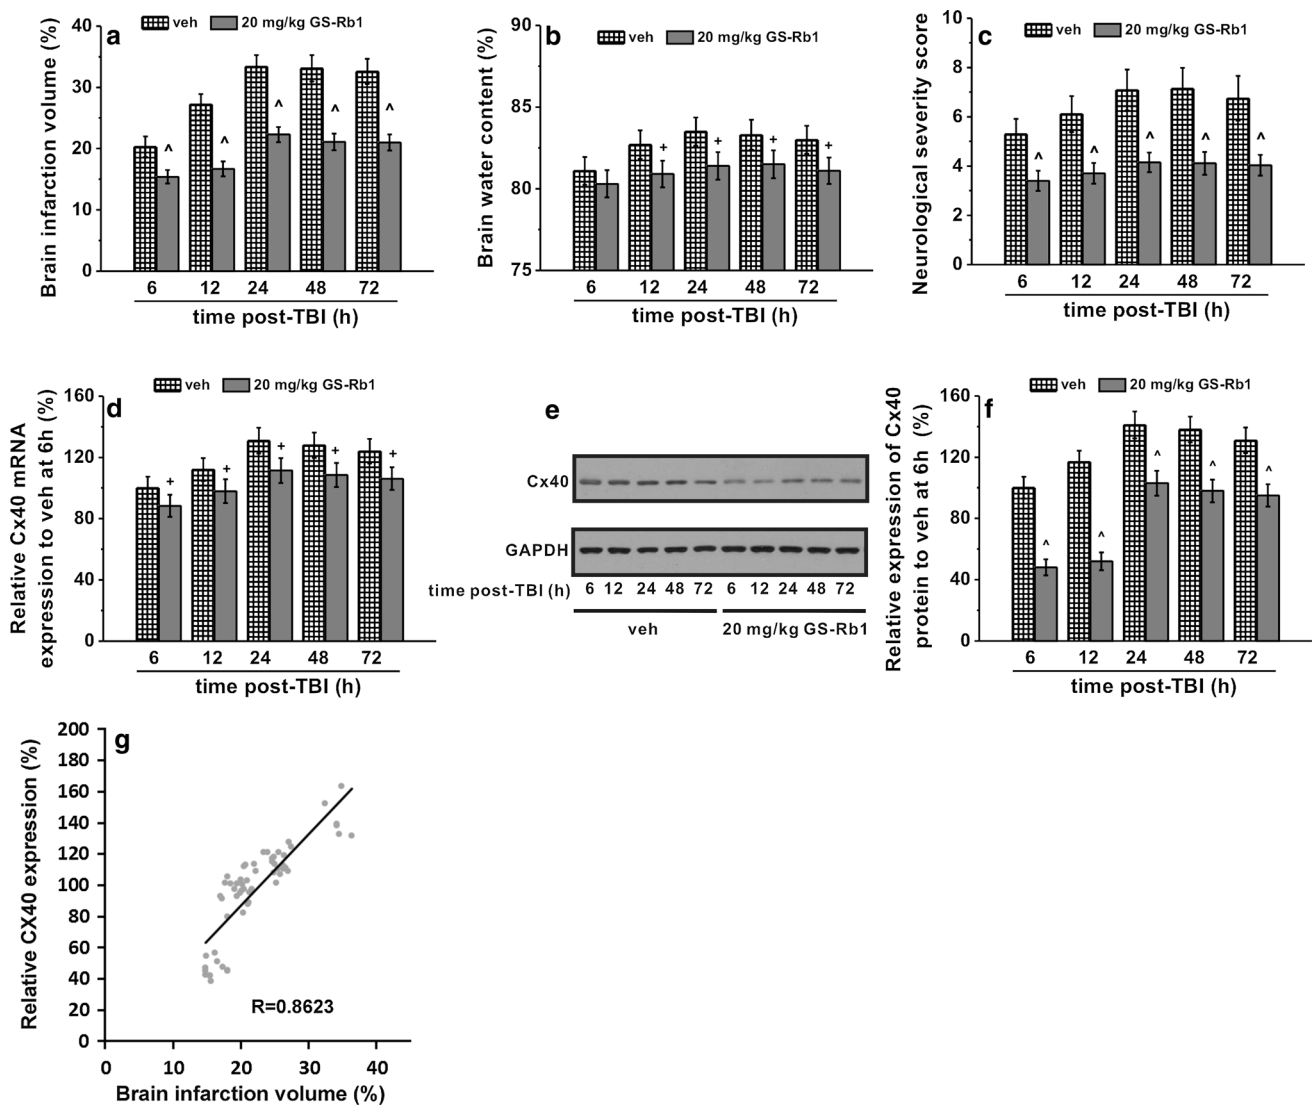 a
veh
20 mg/kg GS-Rb1
Brain infarction volume (%)
40
30
20
10
0
^
^
^
^
^
6 12 24 48 72
time post-TBI (h)
b
veh
20 mg/kg GS-Rb1
Brain water content (%)
90
85
80
75
+
+
+
+
6 12 24 48 72
time post-TBI (h)
c
veh
20 mg/kg GS-Rb1
Neurological severity score
10
8
6
4
2
0
^
^
^
^
^
6 12 24 48 72
time post-TBI (h)
d
veh
20 mg/kg GS-Rb1
Relative Cx40 mRNA
expression to veh at 6h (%)
160
120
80
40
0
+
+
+
+
+
6 12 24 48 72
time post-TBI (h)
e
Cx40
GAPDH
time post-TBI (h) 6 12 24 48 72 6 12 24 48 72
veh 20 mg/kg GS-Rb1
f
veh
20 mg/kg GS-Rb1
Relative expression of Cx40
protein to veh at 6h (%)
160
120
80
40
0
^
^
^
^
^
6 12 24 48 72
time post-TBI (h)
g
Relative CX40 expression (%)
200
180
160
140
120
100
80
60
40
20
0
R=0.8623
0 10 20 30 40
Brain infarction volume (%)